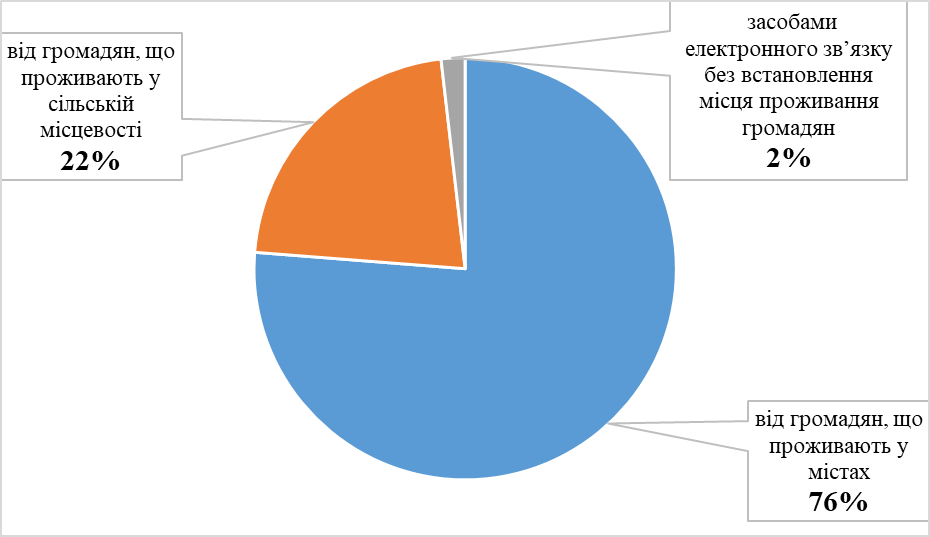 від громадян, що
проживають у
сільській
місцевості
22%
засобами
електронного зв’язку
без встановлення
місця проживання
громадян
2%
від громадян, що
проживають у
містах
76%